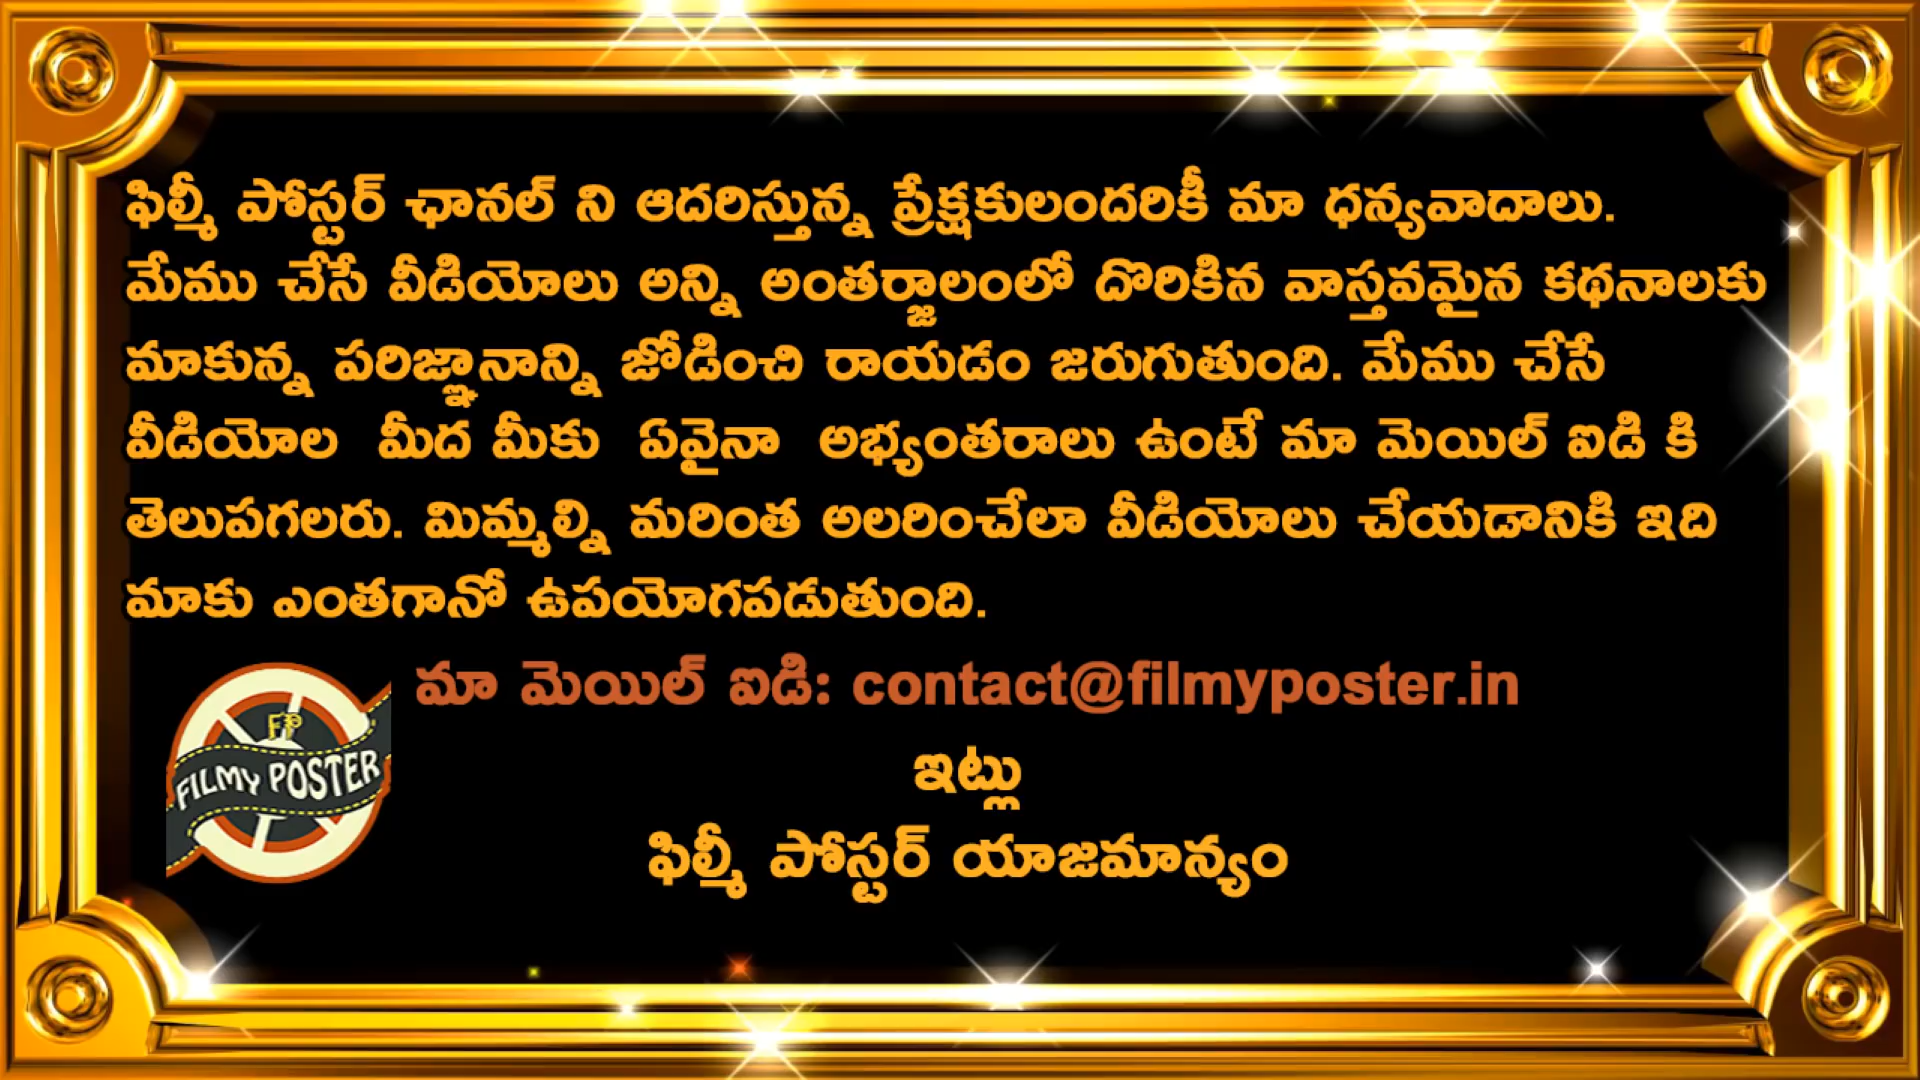 ఫిల్మీ పోస్టర్ ఛానల్ ని ఆదరిస్తున్న ప్రేక్షకులందరికీ మా ధన్యవాదాలు.
మేము చేసే వీడియోలు అన్ని అంతర్జాలంలో దొరికిన వాస్తవమైన కథనాలకు
మాకున్న పరిజ్ఞానాన్ని జోడించి రాయడం జరుగుతుంది. మేము చేసే
వీడియోల మీద మీకు ఏవైనా అభ్యంతరాలు ఉంటే మా మెయిల్ ఐడి కి
తెలుపగలరు. మిమ్మల్ని మరింత అలరించేలా వీడియోలు చేయడానికి ఇది
మాకు ఎంతగానో ఉపయోగపడుతుంది.
మా మెయిల్ ఐడి: contact@filmyposter.in
FP
FILMY POSTER
ఇట్లు
ఫిల్మీ పోస్టర్ యాజమాన్యం